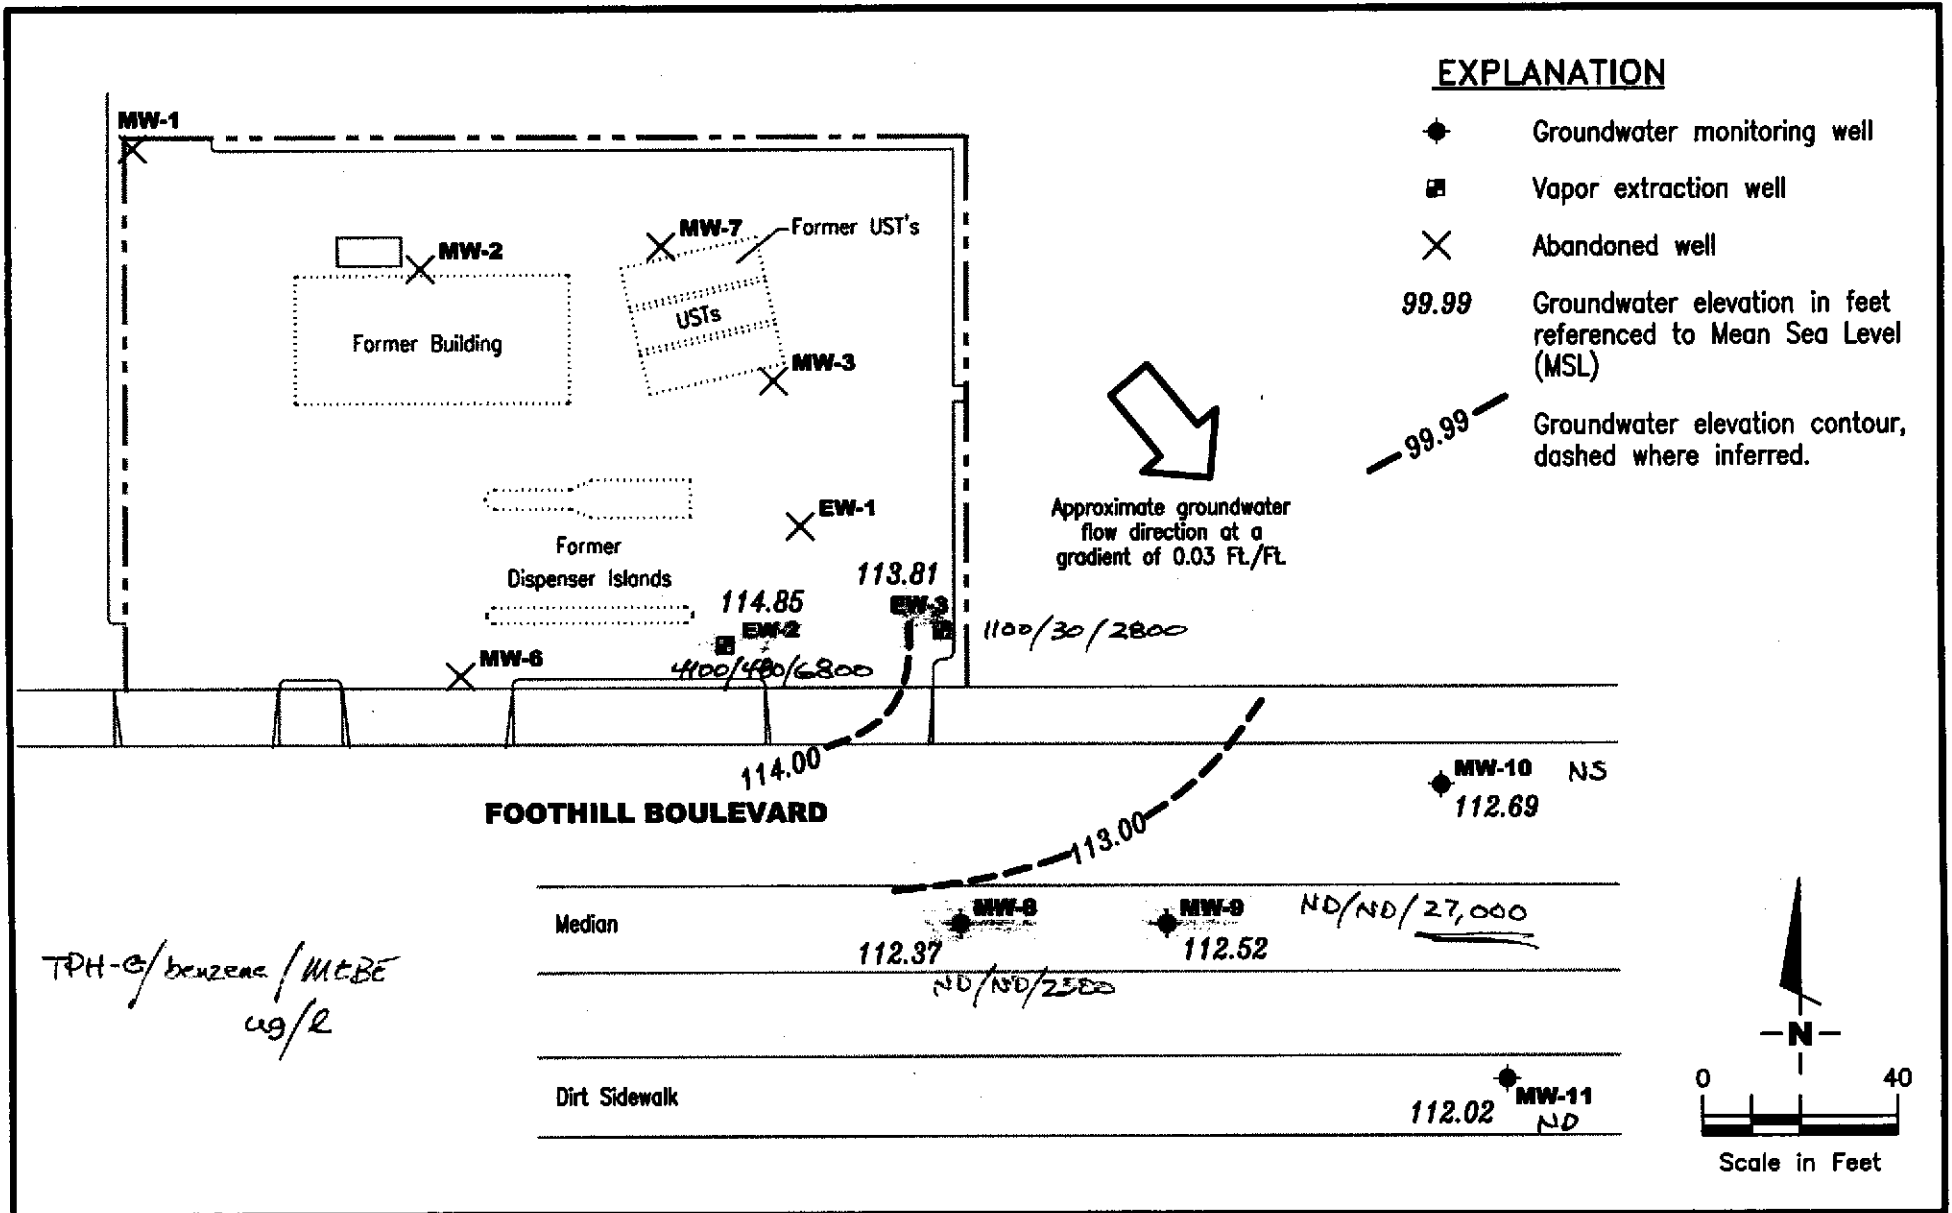 EXPLANATION
Groundwater monitoring well
Vapor extraction well
Abandoned well
99.99
Groundwater elevation in feet
referenced to Mean Sea Level
(MSL)
99.99
Groundwater elevation contour,
dashed where inferred.
MW-1
MW-7
Former UST's
MW-2
USTs
Former Building
MW-3
Approximate groundwater
flow direction at a
gradient of 0.03 Ft./Ft.
EW-1
Former
Dispenser Islands
113.81
114.85
EW-3
EW-2
1100/30/2800
MW-6
4100/480/6800
114.00
MW-10 NS
112.69
FOOTHILL BOULEVARD
113.00
Median
MW-8
112.37
MW-9
112.52
ND/ND/27,000
TPH-G/benzene/MtBE
ug/l
ND/ND/
N
Dirt Sidewalk
MW-11
112.02
ND
0 40
Scale in Feet